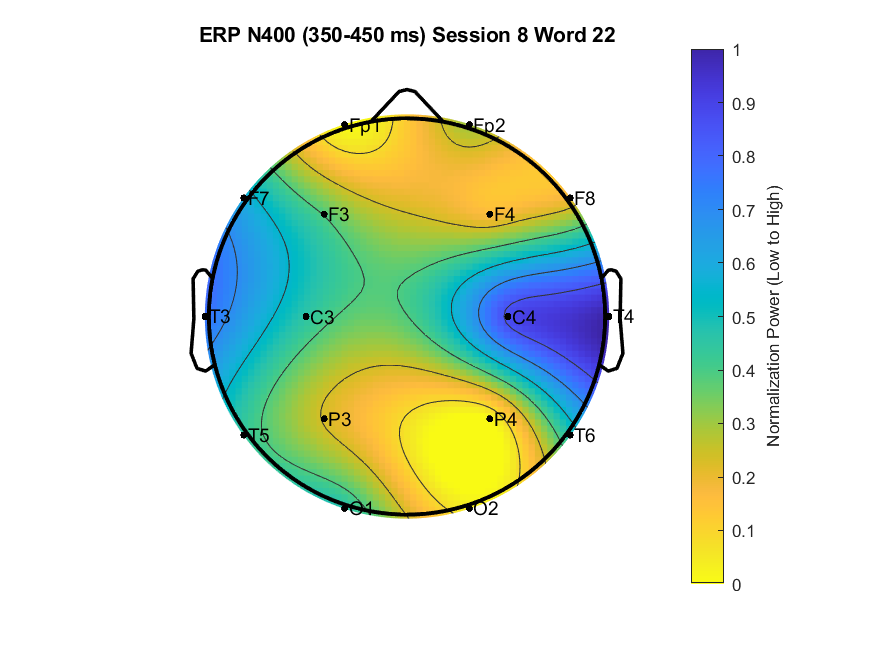 ERP N400 (350-450 ms) Session 8 Word 22
Fp1 Fp2
F7 F8
F3 F4
T3 C3 C4 T4
P3 P4
T5 T6
O1 O2
1
0.9
0.8
0.7
0.6
0.5
0.4
0.3
0.2
0.1
0
Normalization Power (Low to High)